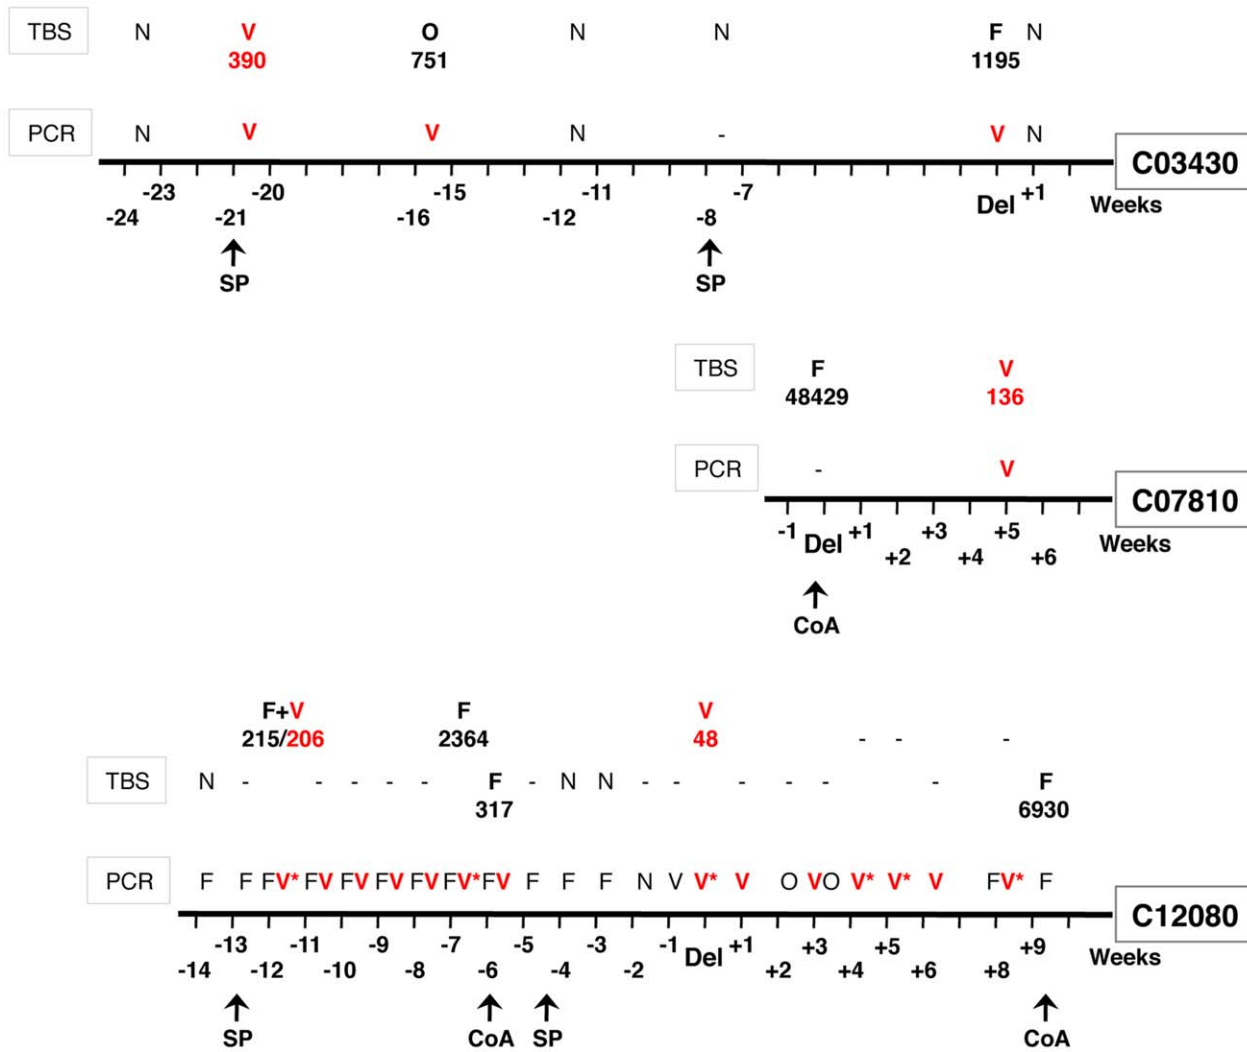 TBS N V O N N F N
390 751 1195
PCR N V V N - V N
C03430
-23 -20 -15 -11 -7 Del +1 Weeks
-24 -21 -16 -12 -8
SP SP
TBS F V
48429 136
PCR - V
C07810
-1 Del +1 +3 +5 Weeks
+2 +4 +6
CoA
F+V F V
215/206 2364 48 - - -
TBS N - - - - - F - N N - - - - - - F
317 6930
PCR F F FV* FV FV FV FV FV* FV F F F N V V* V O VO V* V* V FV* F
C12080
-13 -11 -9 -7 -5 -3 -1 Del +1 +3 +5 +9 Weeks
-14 -12 -10 -8 -6 -4 -2 +2 +4 +6 +8
SP CoA SP CoA